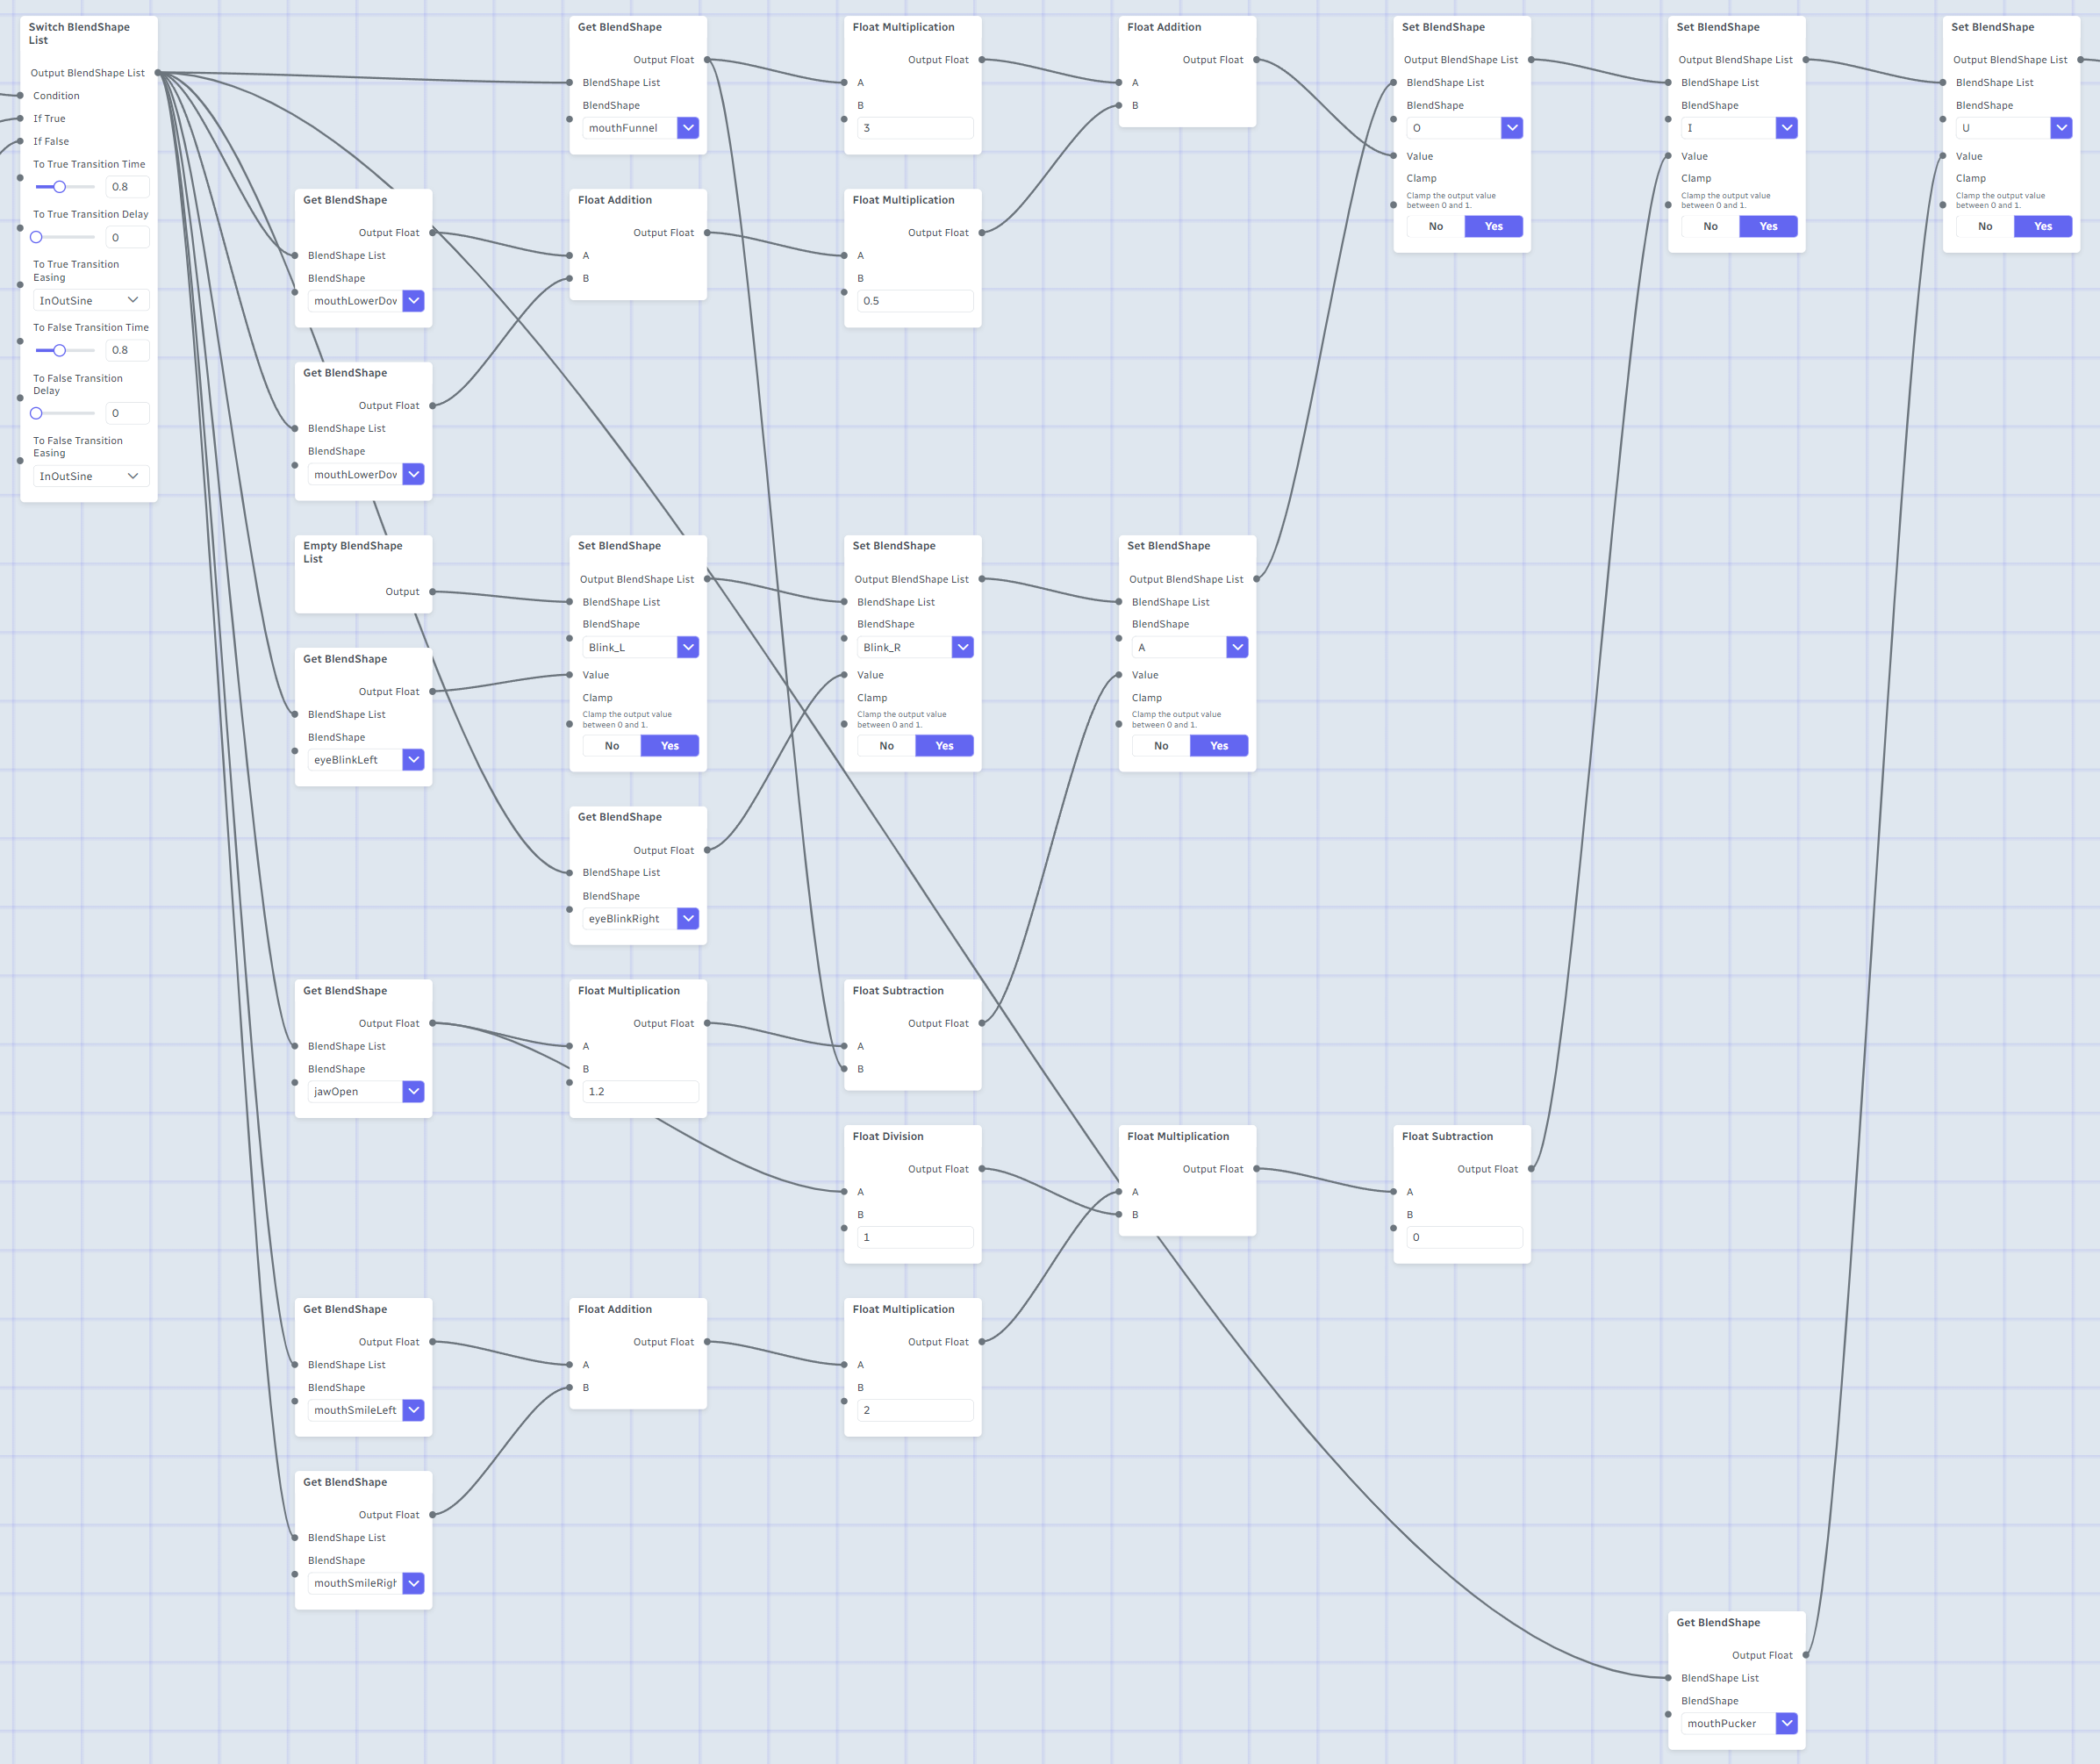 Switch BlendShape
List
Output BlendShape List
Condition
If True
If False
To True Transition Time
0.8
To True Transition Delay
0
To True Transition
Easing
InOutSine
To False Transition Time
0.8
To False Transition
Delay
0
To False Transition
Easing
InOutSine
Get BlendShape
Output Float
BlendShape List
BlendShape
mouthFunnel
Float Multiplication
Output Float
A
B
3
Float Addition
Output Float
A
B
Set BlendShape
Output BlendShape List
BlendShape List
BlendShape
O
Value
Clamp
Clamp the output value
between 0 and 1.
No Yes
Set BlendShape
Output BlendShape List
BlendShape List
BlendShape
I
Value
Clamp
Clamp the output value
between 0 and 1.
No Yes
Set BlendShape
Output BlendShape List
BlendShape List
BlendShape
U
Value
Clamp
Clamp the output value
between 0 and 1.
No Yes
Get BlendShape
Output Float
BlendShape List
BlendShape
mouthLowerDov
Float Addition
Output Float
A
B
Float Multiplication
Output Float
A
B
0.5
Get BlendShape
Output Float
BlendShape List
BlendShape
mouthLowerDov
Empty BlendShape
List
Output
Set BlendShape
Output BlendShape List
BlendShape List
BlendShape
Blink_L
Value
Clamp
Clamp the output value
between 0 and 1.
No Yes
Set BlendShape
Output BlendShape List
BlendShape List
BlendShape
Blink_R
Value
Clamp
Clamp the output value
between 0 and 1.
No Yes
Set BlendShape
Output BlendShape List
BlendShape List
BlendShape
A
Value
Clamp
Clamp the output value
between 0 and 1.
No Yes
Get BlendShape
Output Float
BlendShape List
BlendShape
eyeBlinkLeft
Get BlendShape
Output Float
BlendShape List
BlendShape
eyeBlinkRight
Get BlendShape
Output Float
BlendShape List
BlendShape
jawOpen
Float Multiplication
Output Float
A
B
1.2
Float Subtraction
Output Float
A
B
Float Division
Output Float
A
B
1
Float Multiplication
Output Float
A
B
Float Subtraction
Output Float
A
B
0
Get BlendShape
Output Float
BlendShape List
BlendShape
mouthSmileLeft
Float Addition
Output Float
A
B
Float Multiplication
Output Float
A
B
2
Get BlendShape
Output Float
BlendShape List
BlendShape
mouthSmileRigh
Get BlendShape
Output Float
BlendShape List
BlendShape
mouthPucker